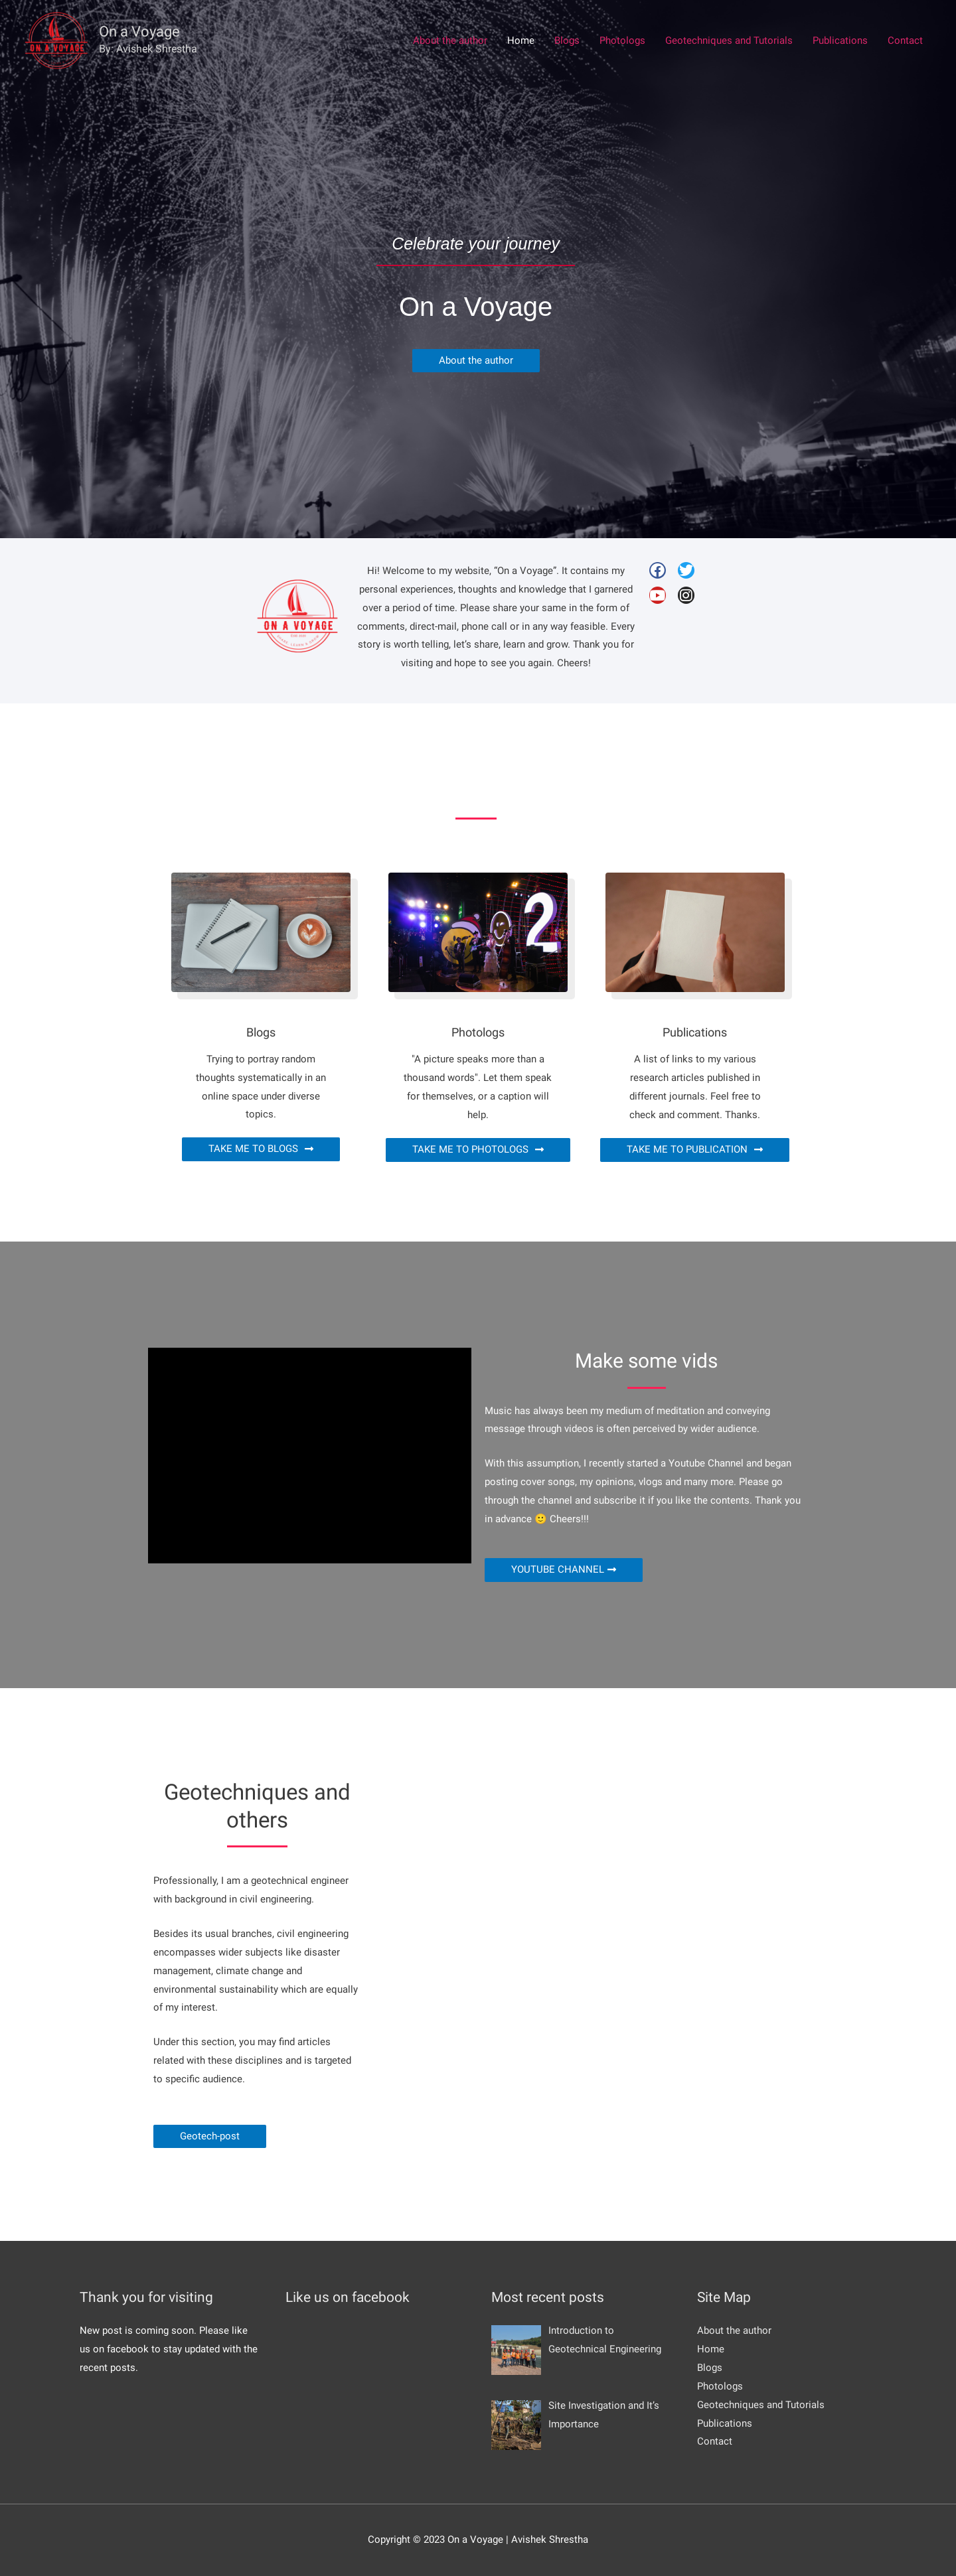 ON A VOYAGE
On a Voyage
By: Avishek Shrestha
About the author
Home
Blogs
Photologs
Geotechniques and Tutorials
Publications
Contact
Celebrate your journey
On a Voyage
About the author
ON A VOYAGE
Hi! Welcome to my website, “On a Voyage”. It contains my
personal experiences, thoughts and knowledge that I garnered
over a period of time. Please share your same in the form of
comments, direct-mail, phone call or in any way feasible. Every
story is worth telling, let’s share, learn and grow. Thank you for
visiting and hope to see you again. Cheers!
2
Blogs
Trying to portray random
thoughts systematically in an
online space under diverse
topics.
TAKE ME TO BLOGS
Photologs
"A picture speaks more than a
thousand words". Let them speak
for themselves, or a caption will
help.
TAKE ME TO PHOTOLOGS
Publications
A list of links to my various
research articles published in
different journals. Feel free to
check and comment. Thanks.
TAKE ME TO PUBLICATION
Make some vids
Music has always been my medium of meditation and conveying
message through videos is often perceived by wider audience.
With this assumption, I recently started a Youtube Channel and began
posting cover songs, my opinions, vlogs and many more. Please go
through the channel and subscribe it if you like the contents. Thank you
in advance 🙂 Cheers!!!
YOUTUBE CHANNEL
Geotechniques and
others
Professionally, I am a geotechnical engineer
with background in civil engineering.
Besides its usual branches, civil engineering
encompasses wider subjects like disaster
management, climate change and
environmental sustainability which are equally
of my interest.
Under this section, you may find articles
related with these disciplines and is targeted
to specific audience.
Geotech-post
Thank you for visiting
New post is coming soon. Please like
us on facebook to stay updated with the
recent posts.
Like us on facebook
Most recent posts
Introduction to
Geotechnical Engineering
Site Investigation and It’s
Importance
Site Map
About the author
Home
Blogs
Photologs
Geotechniques and Tutorials
Publications
Contact
Copyright © 2023 On a Voyage | Avishek Shrestha